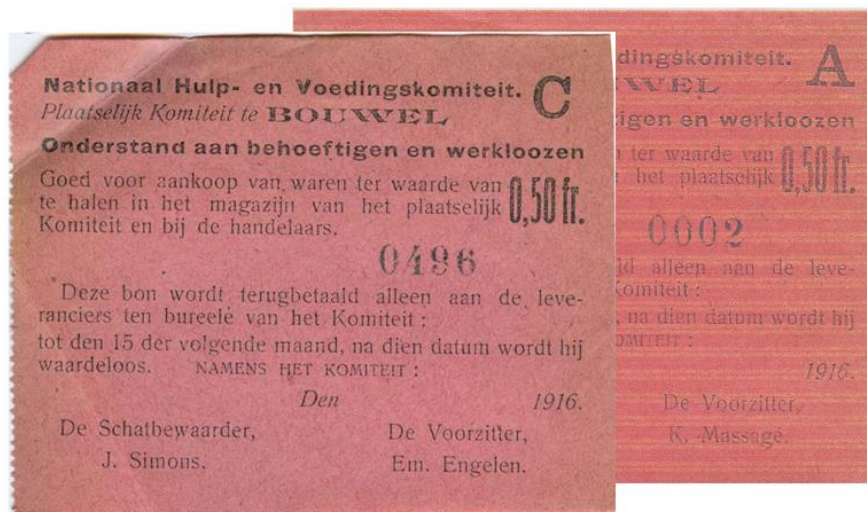 Nationaal Hulp- en Voedingskomiteit. C
Plaatselijk Komiteit te BOUWEL
Onderstand aan behoeftigen en werkloozen
Goed voor aankoop van waren ter waarde van
te halen in het magazijn van het plaatselijk 0,50 fr.
Komiteit en bij de handelaars.
0496
Deze bon wordt terugbetaald alleen aan de leve-
ranciers ten bureele van het Komiteit :
tot den 15 der volgende maand, na dien datum wordt hij
waardeloos. NAMENS HET KOMITEIT :
Den 1916.
De Schatbewaarder, De Voorzitter,
J. Simons. Em. Engelen.
dingskomiteit. A
UWEL
tigen en werkloozen
ter waarde van
het plaatselijk 0,50 fr.
0002
ld alleen aan de leve-
Komiteit :
, na dien datum wordt hij
OMITEIT :
1916.
De Voorzitter,
K. Massagé.